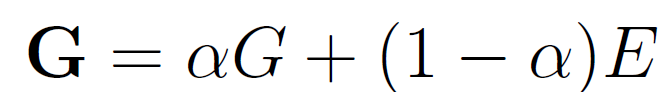 𝐆 = αG + (1 − α)E